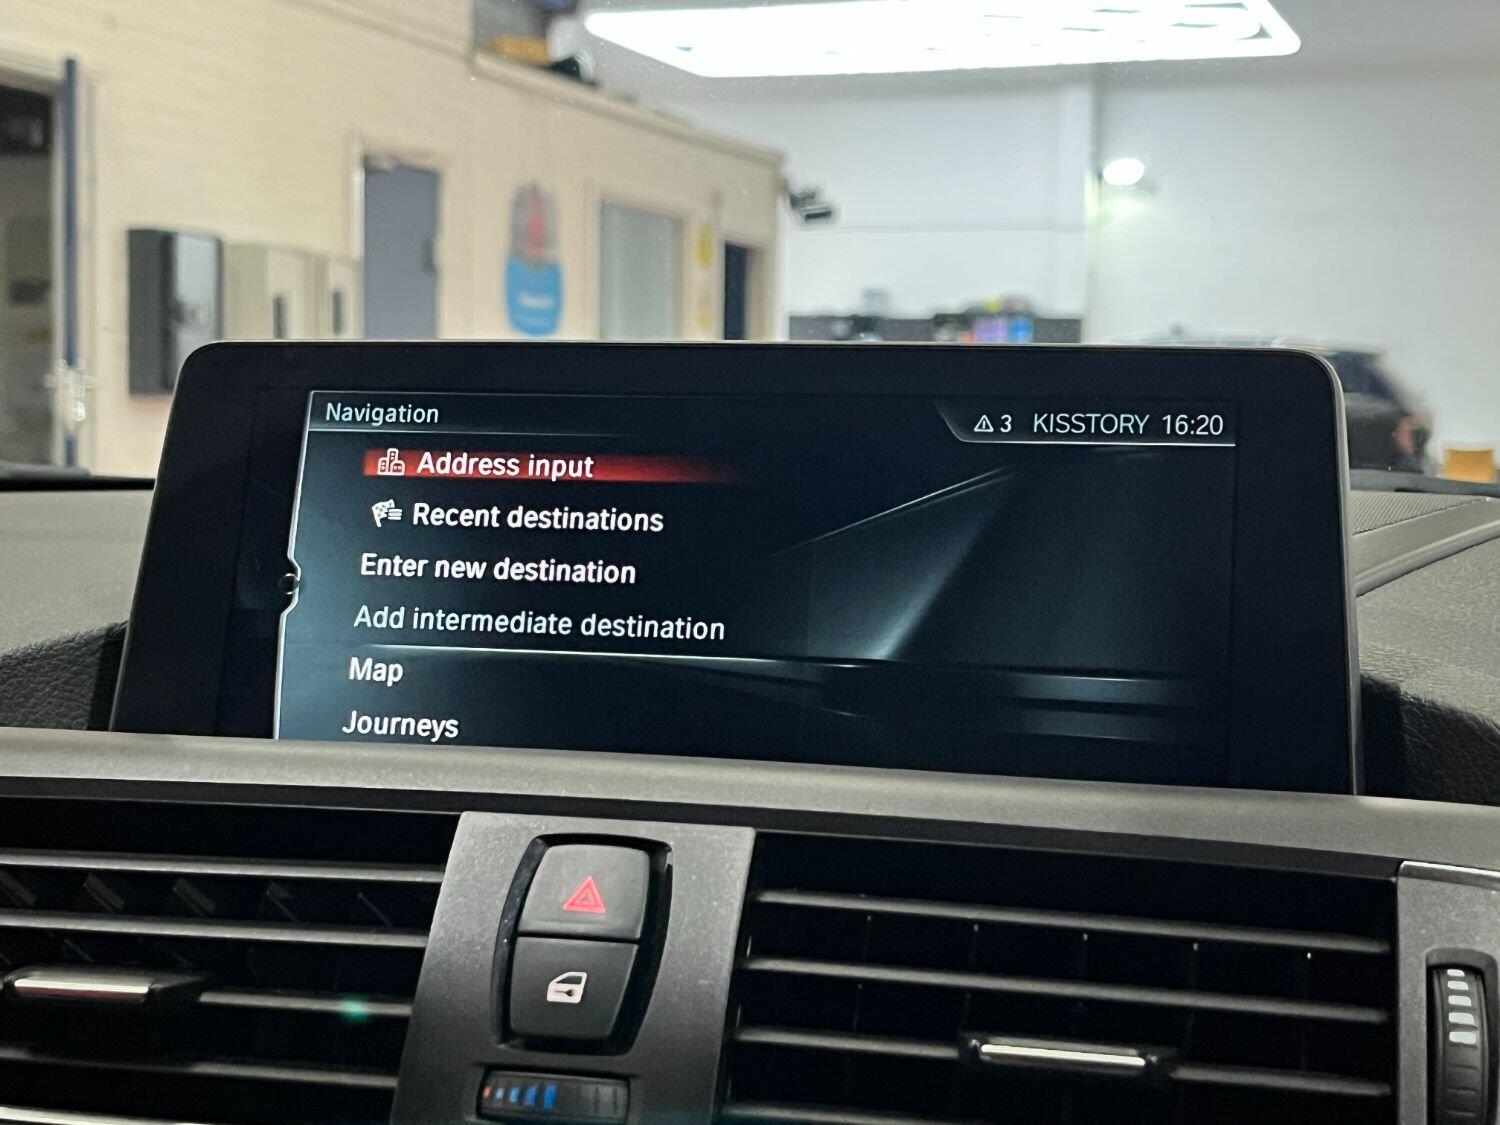 Navigation
3 KISSTORY 16:20
Address input
Recent destinations
Enter new destination
Add intermediate destination
Map
Journeys